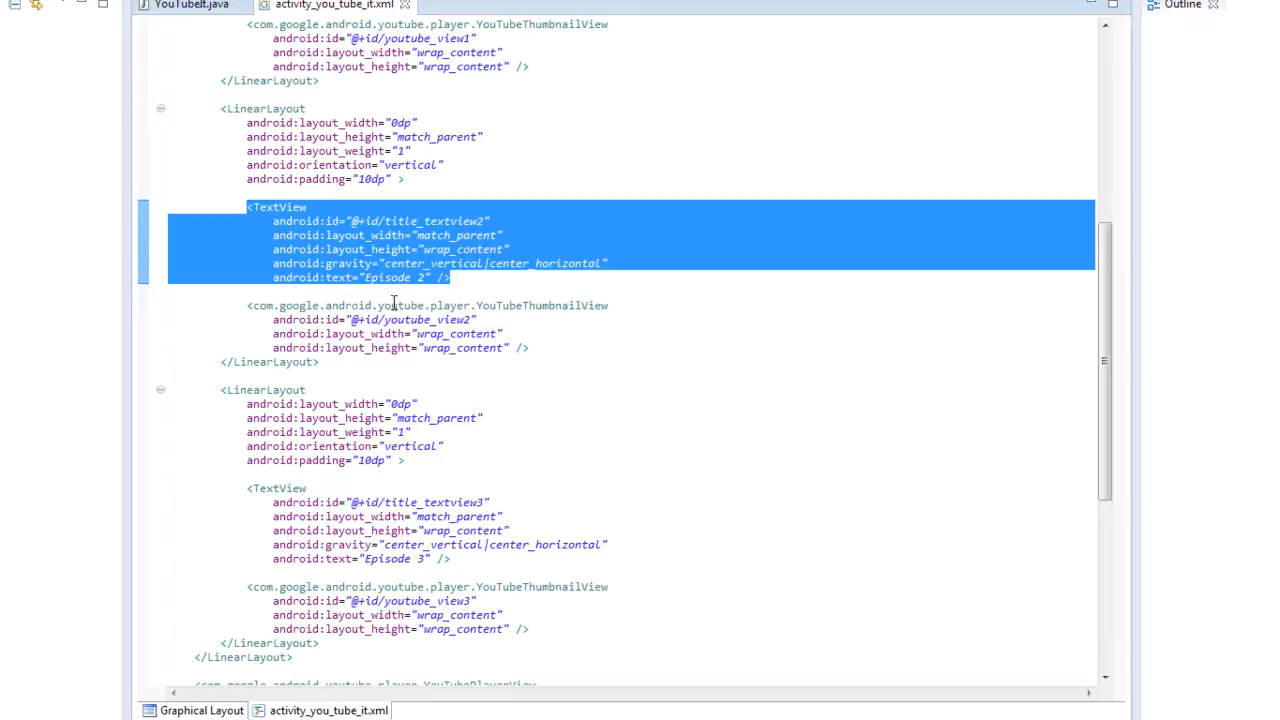 YouTubeIt.java
activity_you_tube_it.xml
Outline
<com.google.android.youtube.player.YouTubeThumbnailView
android:id="@+id/youtube_view1"
android:layout_width="wrap_content"
android:layout_height="wrap_content" />
</LinearLayout>
<LinearLayout
android:layout_width="0dp"
android:layout_height="match_parent"
android:layout_weight="1"
android:orientation="vertical"
android:padding="10dp" >
<TextView
android:id="@+id/title_textview2"
android:layout_width="match_parent"
android:layout_height="wrap_content"
android:gravity="center_vertical|center_horizontal"
android:text="Episode 2" />
<com.google.android.youtube.player.YouTubeThumbnailView
android:id="@+id/youtube_view2"
android:layout_width="wrap_content"
android:layout_height="wrap_content" />
</LinearLayout>
<LinearLayout
android:layout_width="0dp"
android:layout_height="match_parent"
android:layout_weight="1"
android:orientation="vertical"
android:padding="10dp" >
<TextView
android:id="@+id/title_textview3"
android:layout_width="match_parent"
android:layout_height="wrap_content"
android:gravity="center_vertical|center_horizontal"
android:text="Episode 3" />
<com.google.android.youtube.player.YouTubeThumbnailView
android:id="@+id/youtube_view3"
android:layout_width="wrap_content"
android:layout_height="wrap_content" />
</LinearLayout>
</LinearLayout>
<com.google.android.youtube.player.YouTubePlayerView
Graphical Layout
activity_you_tube_it.xml